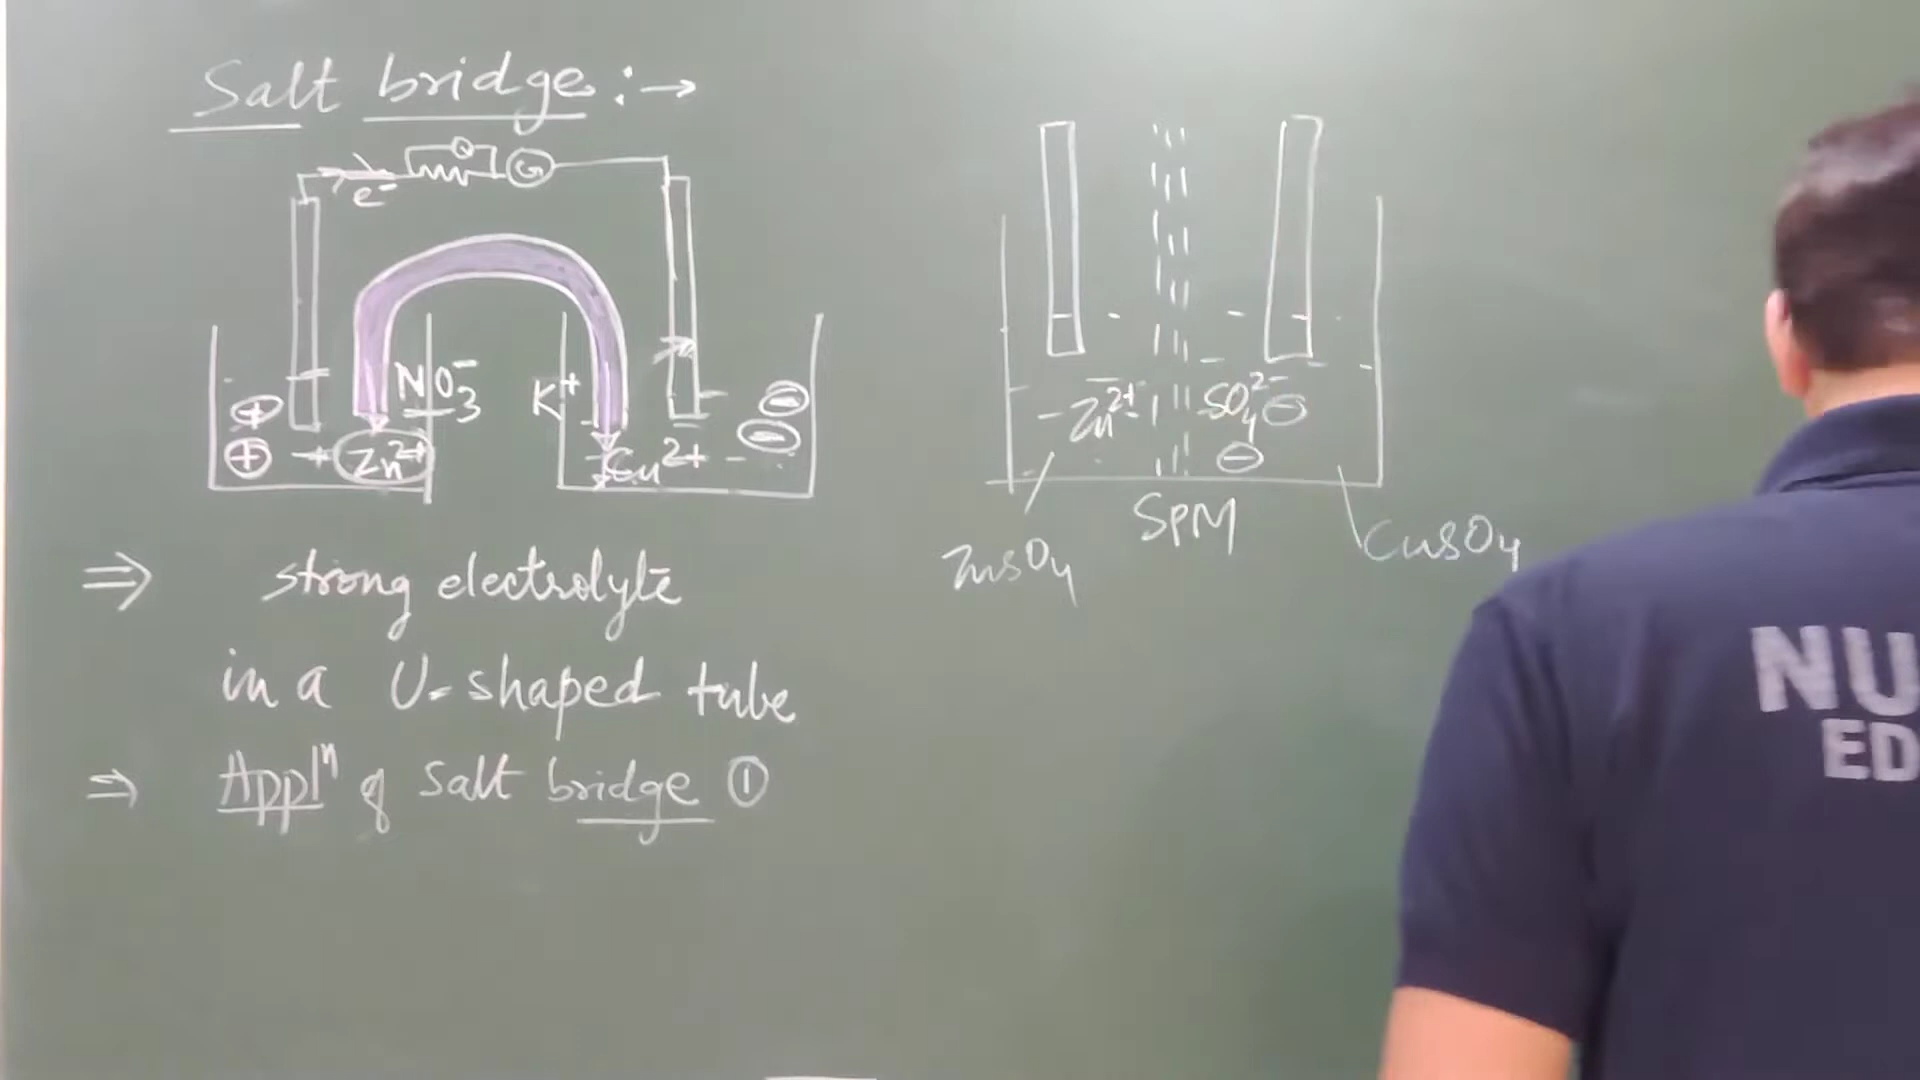 Salt bridge :→
e⁻ G
NO₃⁻ K⁺
+ + Zn²⁺ Cu²⁺ − −
⇒ strong electrolyte
in a U-shaped tube
⇒ Applⁿ of Salt bridge ①
Zn²⁺ SO₄²⁻ ⊖
⊖
SPM
ZnSO₄ CuSO₄
NU
ED